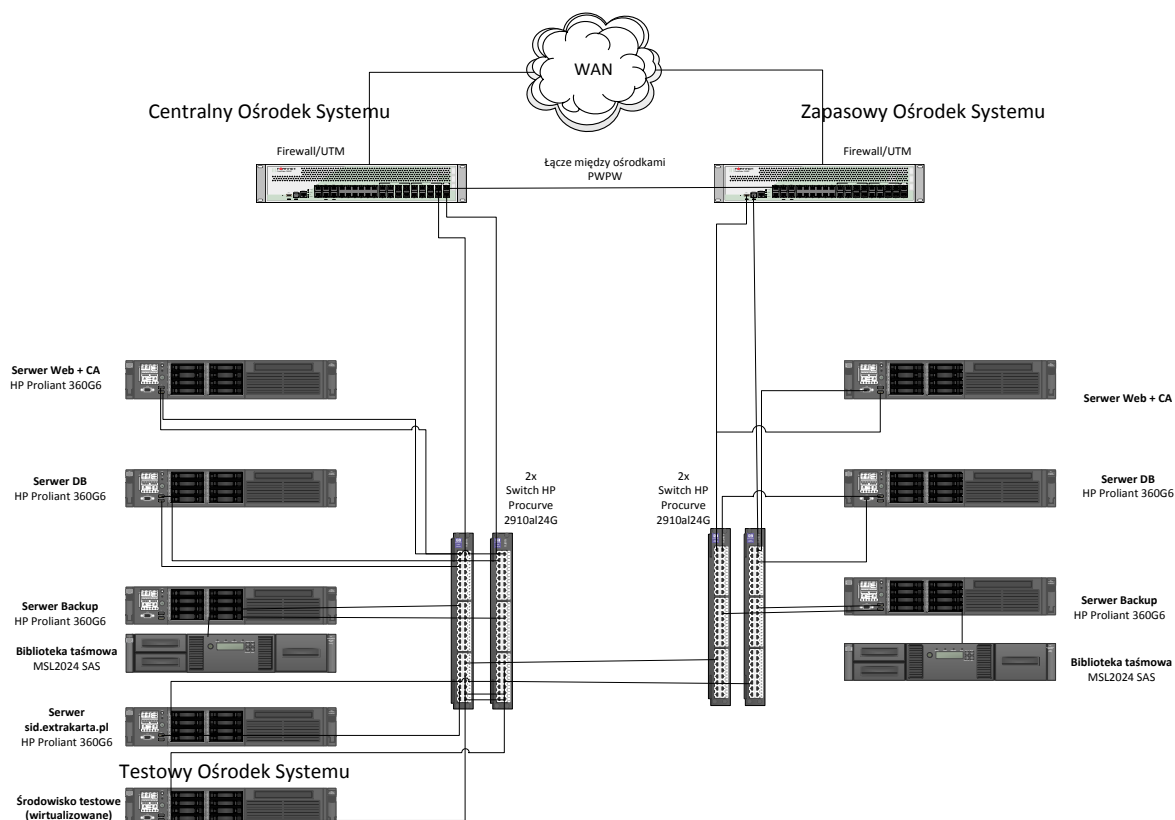 WAN
Centralny Ośrodek Systemu
Zapasowy Ośrodek Systemu
Firewall/UTM
Łącze między ośrodkami
PWPW
Firewall/UTM
Serwer Web + CA
HP Proliant 360G6
Serwer Web + CA
Serwer DB
HP Proliant 360G6
2x
Switch HP
Procurve
2910al24G
2x
Switch HP
Procurve
2910al24G
Serwer DB
HP Proliant 360G6
Serwer Backup
HP Proliant 360G6
Biblioteka taśmowa
MSL2024 SAS
Serwer Backup
HP Proliant 360G6
Biblioteka taśmowa
MSL2024 SAS
Serwer
sid.extrakarta.pl
HP Proliant 360G6
Testowy Ośrodek Systemu
Środowisko testowe
(wirtualizowane)